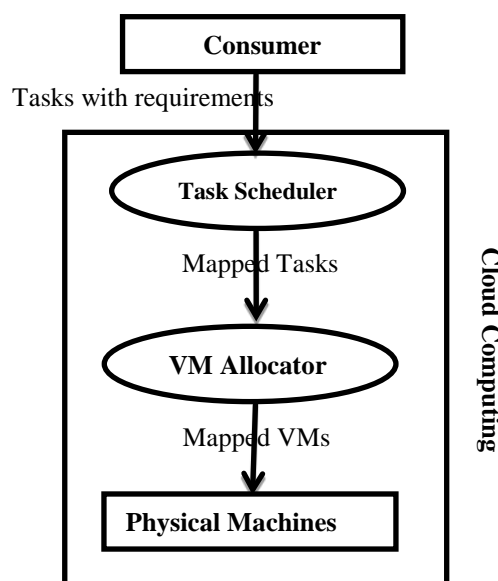 Consumer
Tasks with requirements
Task Scheduler
Mapped Tasks
Cloud Computing
VM Allocator
Mapped VMs
Physical Machines